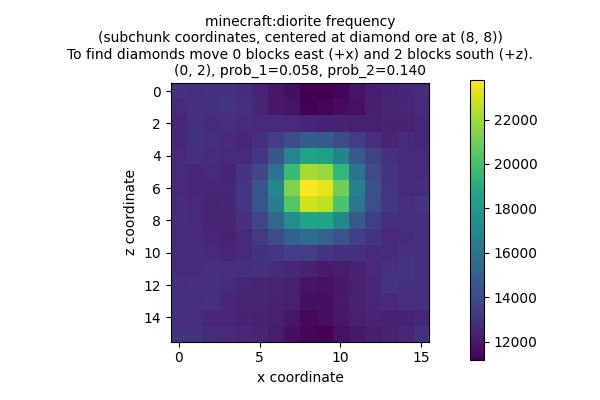 minecraft:diorite frequency
(subchunk coordinates, centered at diamond ore at (8, 8))
To find diamonds move 0 blocks east (+x) and 2 blocks south (+z).
(0, 2), prob_1=0.058, prob_2=0.140
0
2
4
6
8
10
12
14
z coordinate
0 5 10 15
x coordinate
22000
20000
18000
16000
14000
12000